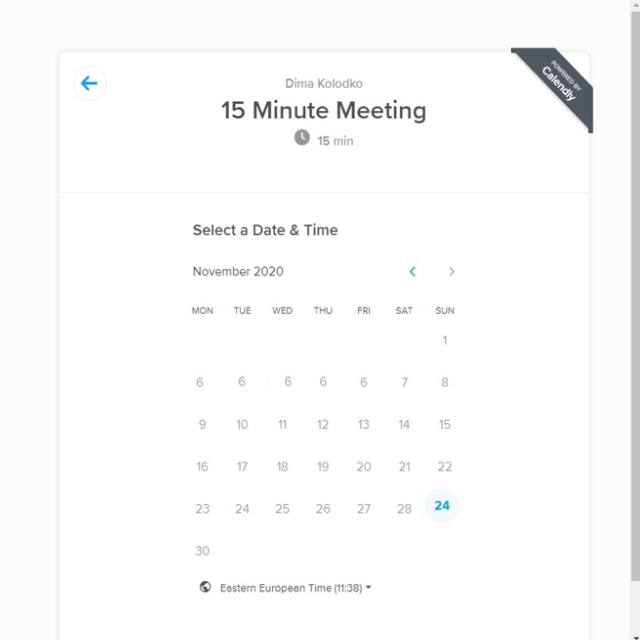 Dima Kolodko
POWERED BY
Calendly
15 Minute Meeting
15 min
Select a Date & Time
November 2020
MON TUE WED THU FRI SAT SUN
1
6 6 6 6 6 7 8
9 10 11 12 13 14 15
16 17 18 19 20 21 22
23 24 25 26 27 28 24
30
Eastern European Time (11:38)